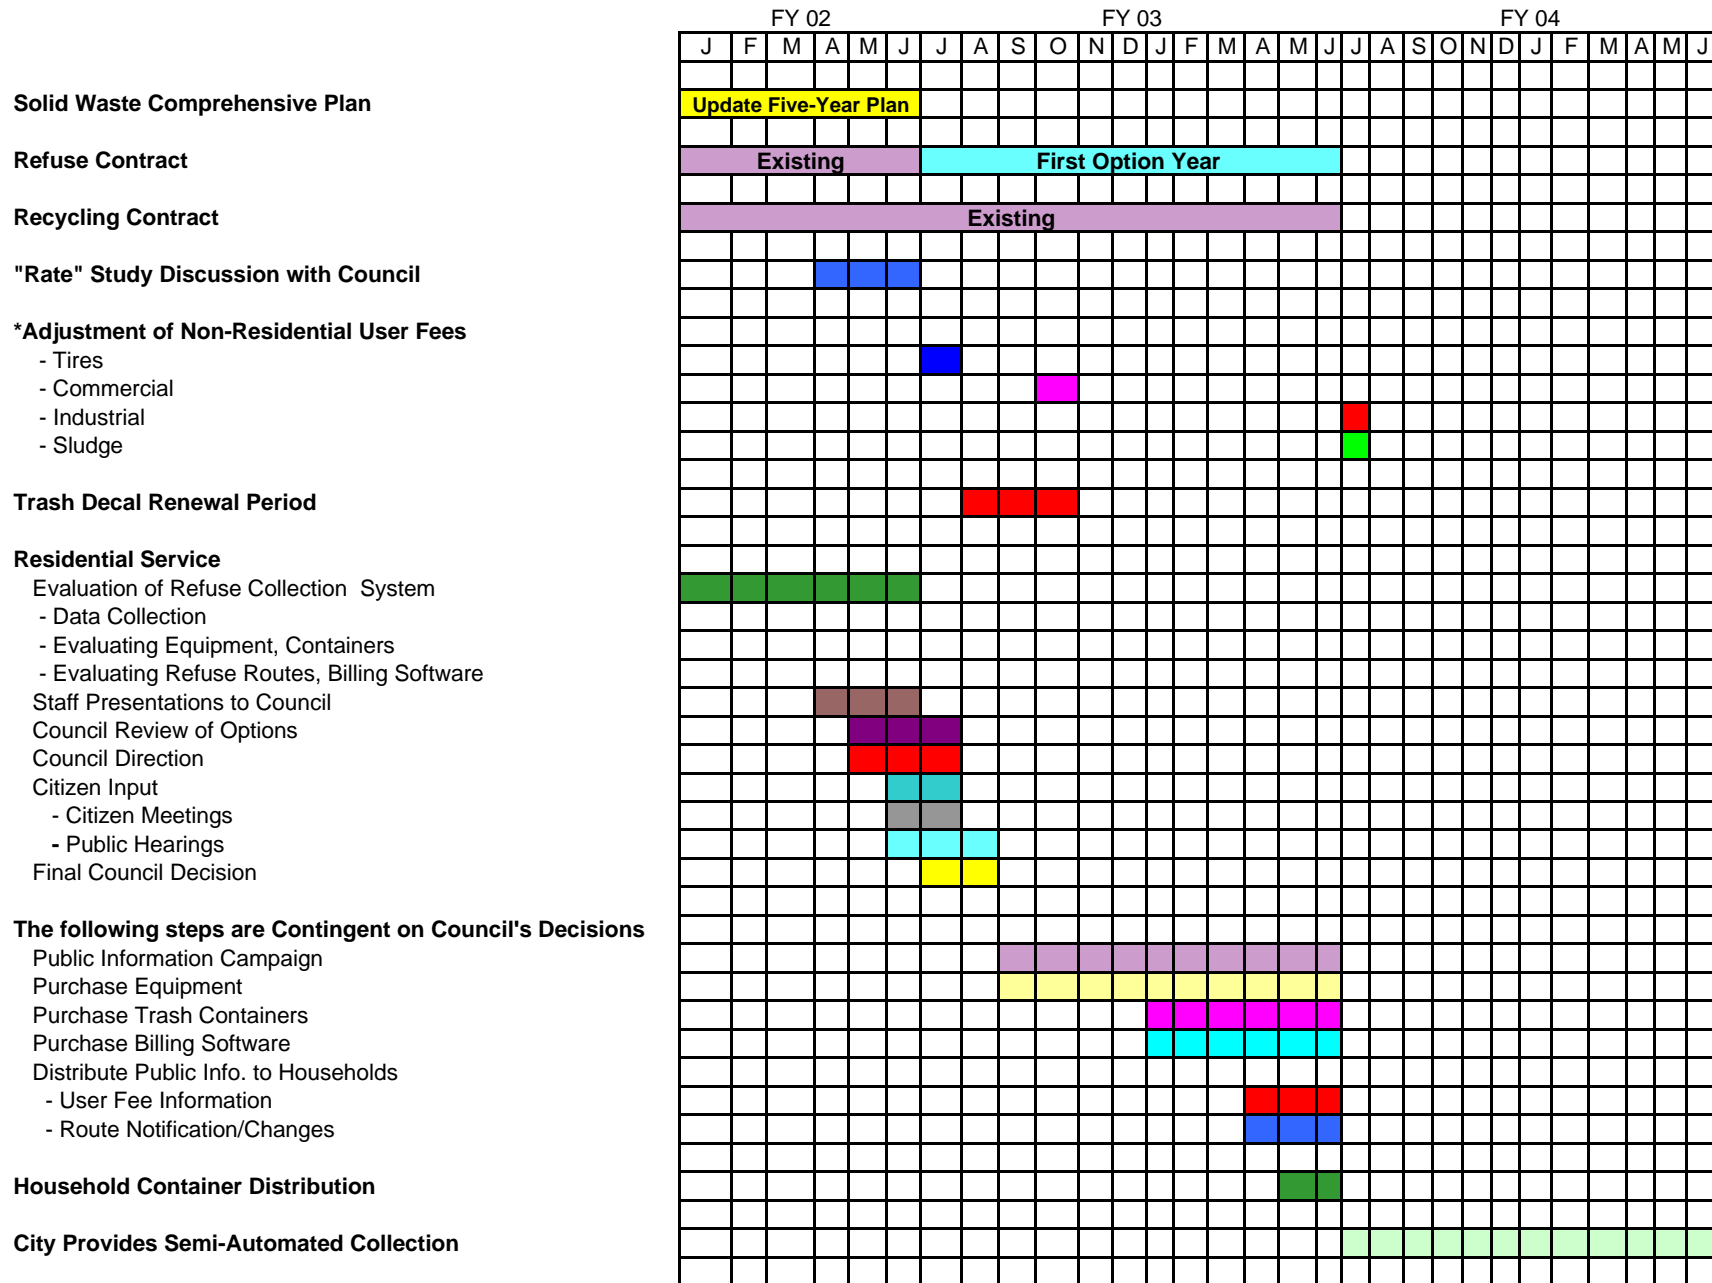 FY 02 FY 03 FY 04
J F M A M J J A S O N D J F M A M J J A S O N D J F M A M J
Solid Waste Comprehensive Plan Update Five-Year Plan
Refuse Contract Existing First Option Year
Recycling Contract Existing
"Rate" Study Discussion with Council
*Adjustment of Non-Residential User Fees
- Tires
- Commercial
- Industrial
- Sludge
Trash Decal Renewal Period
Residential Service
Evaluation of Refuse Collection System
- Data Collection
- Evaluating Equipment, Containers
- Evaluating Refuse Routes, Billing Software
Staff Presentations to Council
Council Review of Options
Council Direction
Citizen Input
- Citizen Meetings
- Public Hearings
Final Council Decision
The following steps are Contingent on Council's Decisions
Public Information Campaign
Purchase Equipment
Purchase Trash Containers
Purchase Billing Software
Distribute Public Info. to Households
- User Fee Information
- Route Notification/Changes
Household Container Distribution
City Provides Semi-Automated Collection